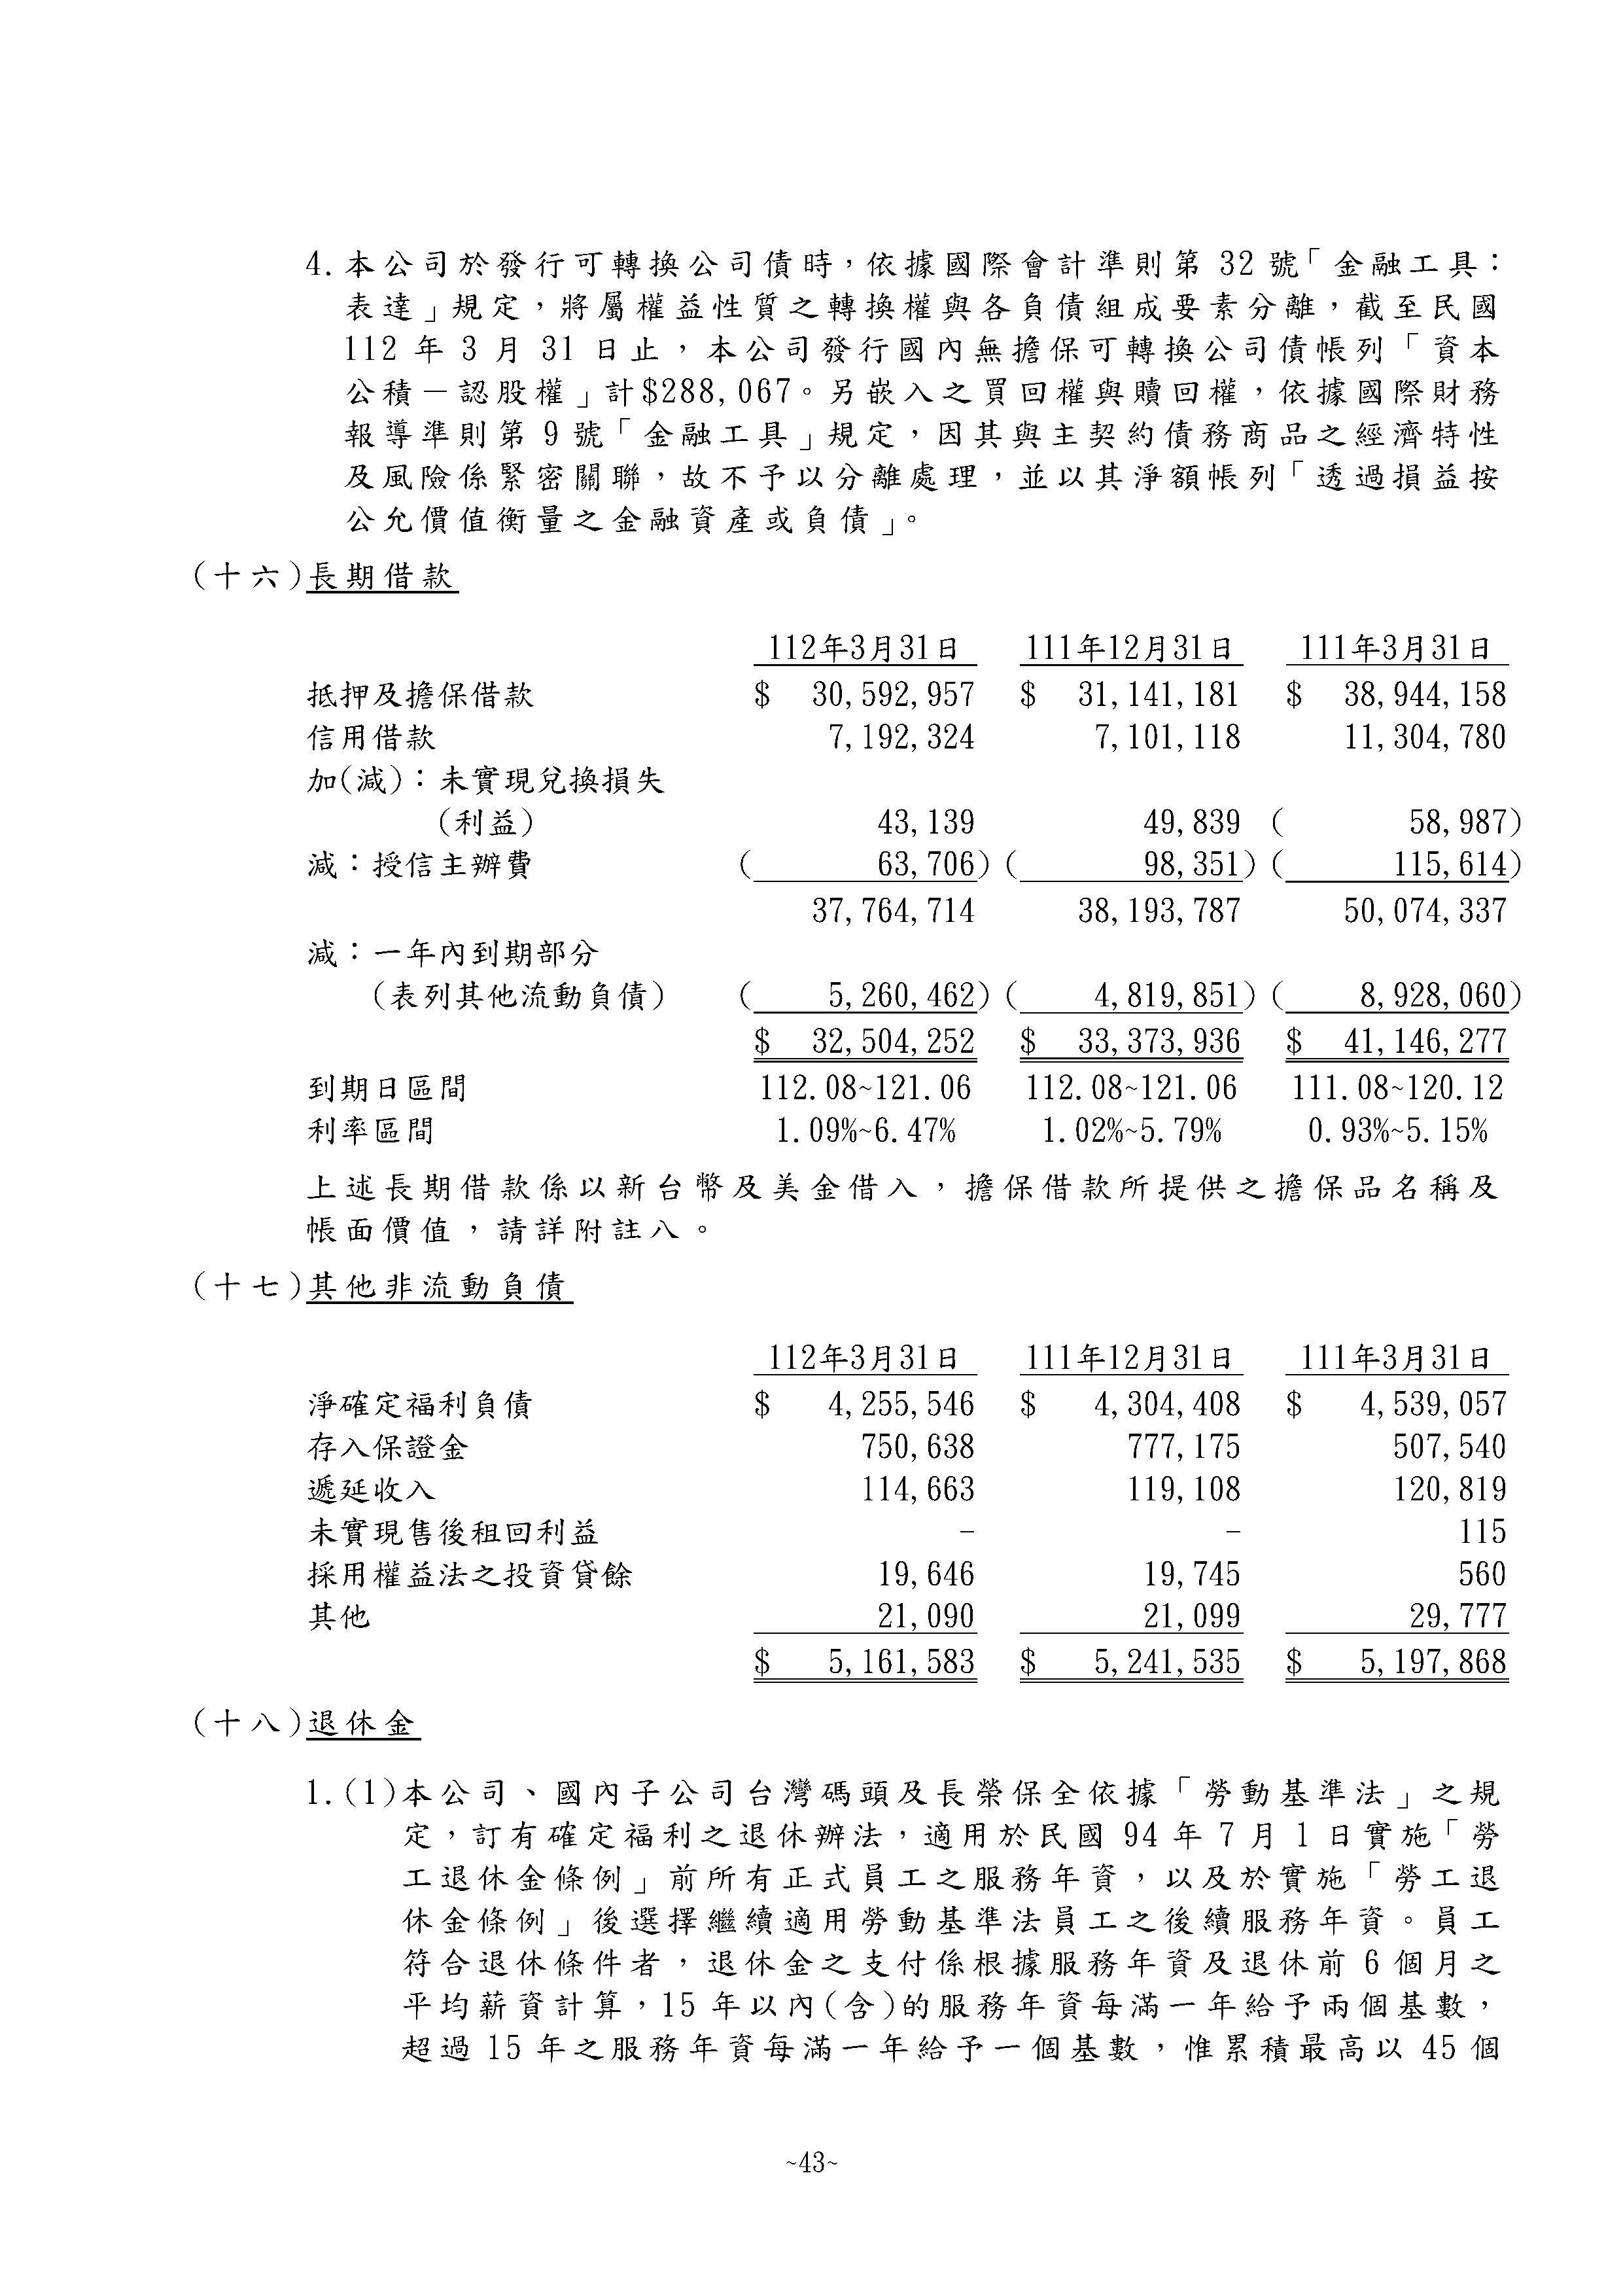 4. 本公司於發行可轉換公司債時，依據國際會計準則第 32 號「金融工具：
表達」規定，將屬權益性質之轉換權與各負債組成要素分離，截至民國
112 年 3 月 31 日止，本公司發行國內無擔保可轉換公司債帳列「資本
公積－認股權」計$288,067。另嵌入之買回權與贖回權，依據國際財務
報導準則第 9 號「金融工具」規定，因其與主契約債務商品之經濟特性
及風險係緊密關聯，故不予以分離處理，並以其淨額帳列「透過損益按
公允價值衡量之金融資產或負債」。
(十六)長期借款
112年3月31日 111年12月31日 111年3月31日
抵押及擔保借款 $ 30,592,957 $ 31,141,181 $ 38,944,158
信用借款 7,192,324 7,101,118 11,304,780
加(減)：未實現兌換損失
(利益) 43,139 49,839 ( 58,987)
減：授信主辦費 ( 63,706) ( 98,351) ( 115,614)
37,764,714 38,193,787 50,074,337
減：一年內到期部分
(表列其他流動負債) ( 5,260,462) ( 4,819,851) ( 8,928,060)
$ 32,504,252 $ 33,373,936 $ 41,146,277
到期日區間 112.08~121.06 112.08~121.06 111.08~120.12
利率區間 1.09%~6.47% 1.02%~5.79% 0.93%~5.15%
上述長期借款係以新台幣及美金借入，擔保借款所提供之擔保品名稱及
帳面價值，請詳附註八。
(十七)其他非流動負債
112年3月31日 111年12月31日 111年3月31日
淨確定福利負債 $ 4,255,546 $ 4,304,408 $ 4,539,057
存入保證金 750,638 777,175 507,540
遞延收入 114,663 119,108 120,819
未實現售後租回利益 - - 115
採用權益法之投資貸餘 19,646 19,745 560
其他 21,090 21,099 29,777
$ 5,161,583 $ 5,241,535 $ 5,197,868
(十八)退休金
1.(1)本公司、國內子公司台灣碼頭及長榮保全依據「勞動基準法」之規
定，訂有確定福利之退休辦法，適用於民國 94 年 7 月 1 日實施「勞
工退休金條例」前所有正式員工之服務年資，以及於實施「勞工退
休金條例」後選擇繼續適用勞動基準法員工之後續服務年資。員工
符合退休條件者，退休金之支付係根據服務年資及退休前 6 個月之
平均薪資計算，15 年以內(含)的服務年資每滿一年給予兩個基數，
超過 15 年之服務年資每滿一年給予一個基數，惟累積最高以 45 個
~43~